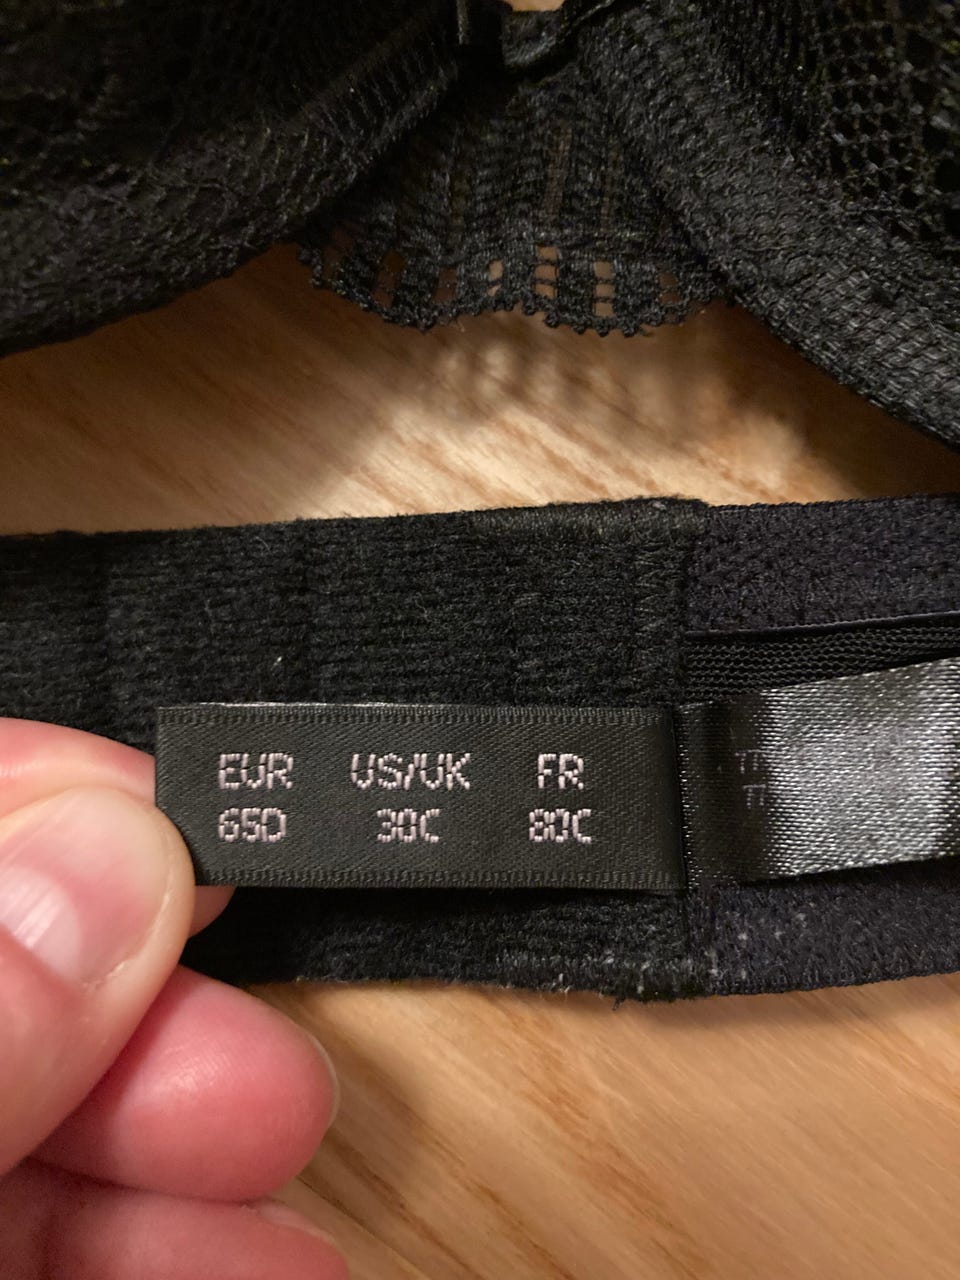 EUR US/UK FR
65D 30C 80C